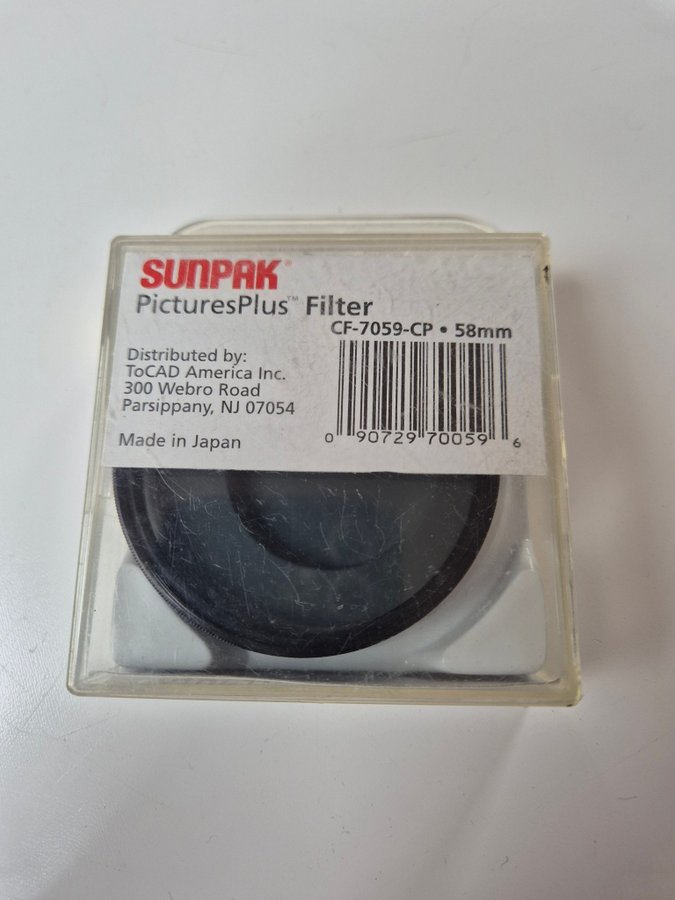 SUNPAK®
PicturesPlus™ Filter
CF-7059-CP • 58mm
Distributed by:
ToCAD America Inc.
300 Webro Road
Parsippany, NJ 07054
Made in Japan
0 90729 70059 6